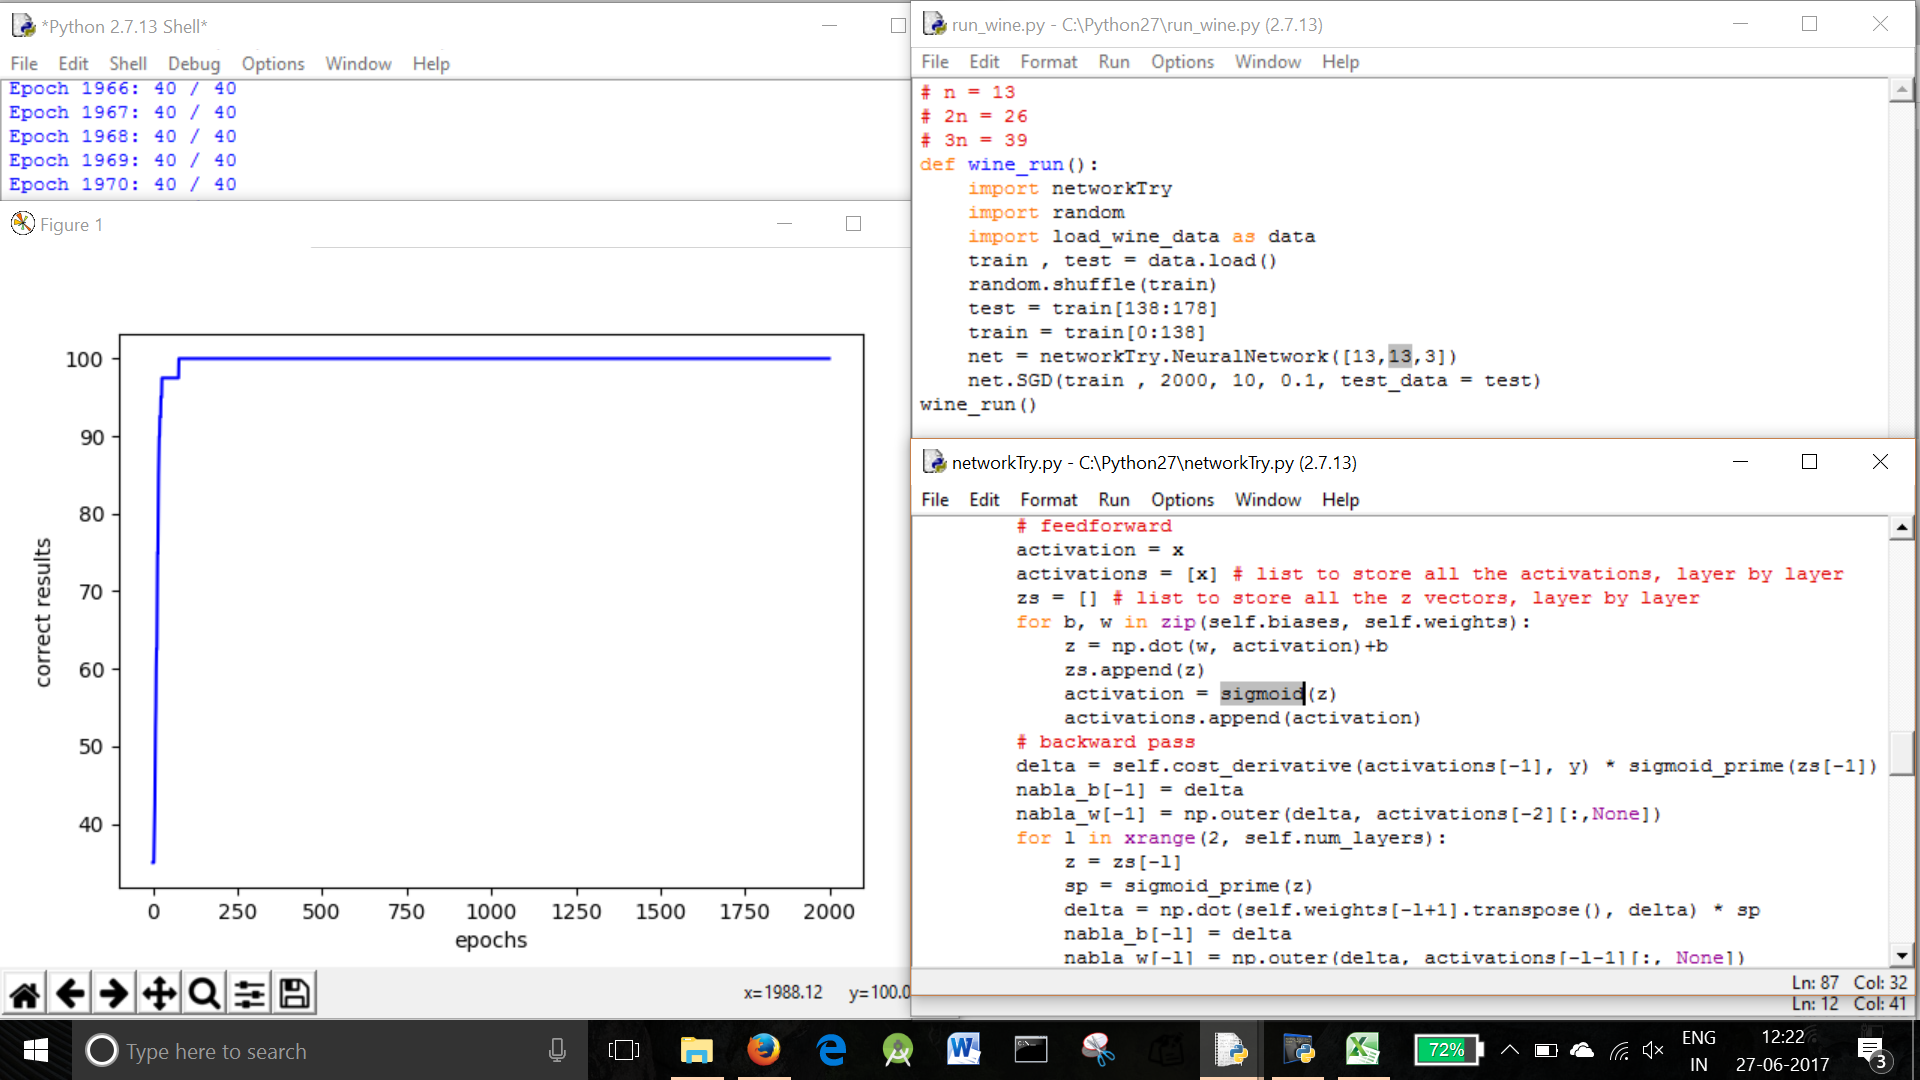 *Python 2.7.13 Shell*
File Edit Shell Debug Options Window Help
Epoch 1966: 40 / 40
Epoch 1967: 40 / 40
Epoch 1968: 40 / 40
Epoch 1969: 40 / 40
Epoch 1970: 40 / 40
Figure 1
100
90
80
70
60
50
40
correct results
0 250 500 750 1000 1250 1500 1750 2000
epochs
x=1988.12 y=100.0
run_wine.py - C:\Python27\run_wine.py (2.7.13)
File Edit Format Run Options Window Help
# n = 13
# 2n = 26
# 3n = 39
def wine_run():
    import networkTry
    import random
    import load_wine_data as data
    train , test = data.load()
    random.shuffle(train)
    test = train[138:178]
    train = train[0:138]
    net = networkTry.NeuralNetwork([13,13,3])
    net.SGD(train , 2000, 10, 0.1, test_data = test)
wine_run()
networkTry.py - C:\Python27\networkTry.py (2.7.13)
File Edit Format Run Options Window Help
# feedforward
activation = x
activations = [x] # list to store all the activations, layer by layer
zs = [] # list to store all the z vectors, layer by layer
for b, w in zip(self.biases, self.weights):
    z = np.dot(w, activation)+b
    zs.append(z)
    activation = sigmoid(z)
    activations.append(activation)
# backward pass
delta = self.cost_derivative(activations[-1], y) * sigmoid_prime(zs[-1])
nabla_b[-1] = delta
nabla_w[-1] = np.outer(delta, activations[-2][:,None])
for l in xrange(2, self.num_layers):
    z = zs[-l]
    sp = sigmoid_prime(z)
    delta = np.dot(self.weights[-l+1].transpose(), delta) * sp
    nabla_b[-l] = delta
    nabla_w[-l] = np.outer(delta, activations[-l-1][:, None])
Ln: 87 Col: 32
Ln: 12 Col: 41
Type here to search
72%
ENG
IN
12:22
27-06-2017
3